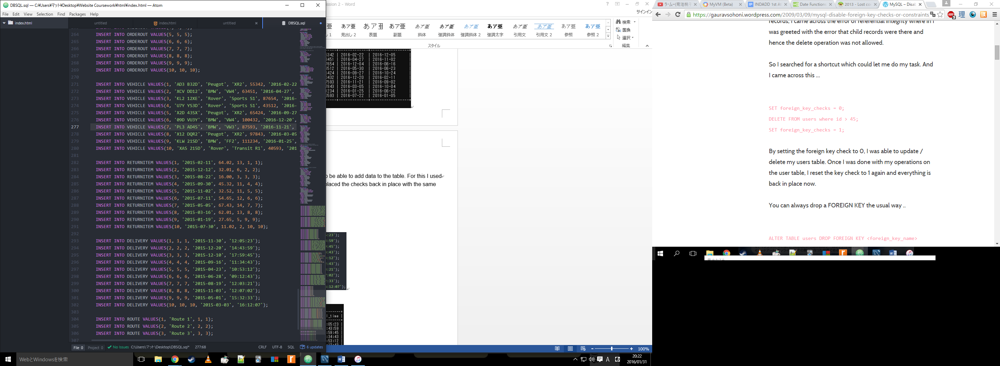 DBSQL.sql — C:¥Users¥マット¥Desktop¥Website Coursework¥html¥index.html — Atom
File Edit View Selection Find Packages Help
index.html
untitled
index.html
untitled
DBSQL.sql
264 INSERT INTO ORDEROUT VALUES(5, 5, 5);
265 INSERT INTO ORDEROUT VALUES(6, 6, 6);
266 INSERT INTO ORDEROUT VALUES(7, 7, 7);
267 INSERT INTO ORDEROUT VALUES(8, 8, 8);
268 INSERT INTO ORDEROUT VALUES(9, 9, 9);
269 INSERT INTO ORDEROUT VALUES(10, 10, 10);
270
271 INSERT INTO VEHICLE VALUES(1, 'AD3 B32D', 'Peugot', 'XR2', 55342, '2016-02-22
272 INSERT INTO VEHICLE VALUES(2, 'XCV DD12', 'BMW', 'VW4', 63451, '2016-04-27',
273 INSERT INTO VEHICLE VALUES(3, 'KL2 12XE', 'Rover', 'Sports S1', 87654, '2016-
274 INSERT INTO VEHICLE VALUES(4, 'U7Y YS3D', 'Rover', 'Sports S1', 43512, '2016-
275 INSERT INTO VEHICLE VALUES(5, 'X2D 43SX', 'Peugot', 'XR2', 65424, '2016-09-27
276 INSERT INTO VEHICLE VALUES(6, '09D VU3Y', 'BMW', 'VW4', 100432, '2016-12-20',
277 INSERT INTO VEHICLE VALUES(7, 'PL3 AD4S', 'BMW', 'VW3', 87593, '2016-11-21',
278 INSERT INTO VEHICLE VALUES(8, 'X12 DQR2', 'Peugot', 'XR2', 97843, '2016-03-05
279 INSERT INTO VEHICLE VALUES(9, 'KLW 21SD', 'BMW', 'FF2', 111234, '2016-01-25',
280 INSERT INTO VEHICLE VALUES(10, 'XAS 215D', 'Rover', 'Transit R1', 40593, '201
281
282 INSERT INTO RETURNITEM VALUES(1, '2015-02-11', 64.02, 13, 1, 1);
283 INSERT INTO RETURNITEM VALUES(2, '2015-12-12', 32.01, 6, 2, 2);
284 INSERT INTO RETURNITEM VALUES(3, '2015-08-22', 16.00, 3, 3, 3);
285 INSERT INTO RETURNITEM VALUES(4, '2015-09-30', 45.32, 11, 4, 4);
286 INSERT INTO RETURNITEM VALUES(5, '2015-11-02', 32.52, 11, 5, 5);
287 INSERT INTO RETURNITEM VALUES(6, '2015-07-11', 54.65, 12, 6, 6);
288 INSERT INTO RETURNITEM VALUES(7, '2015-05-05', 67.43, 14, 7, 7);
289 INSERT INTO RETURNITEM VALUES(8, '2015-03-16', 62.01, 13, 8, 8);
290 INSERT INTO RETURNITEM VALUES(9, '2015-01-19', 27.65, 5, 9, 9);
291 INSERT INTO RETURNITEM VALUES(10, '2015-07-30', 11.02, 2, 10, 10);
292
293 INSERT INTO DELIVERY VALUES(1, 1, 1, '2015-11-30', '12:05:23');
294 INSERT INTO DELIVERY VALUES(2, 2, 2, '2015-12-20', '14:43:59');
295 INSERT INTO DELIVERY VALUES(3, 3, 3, '2015-12-10', '17:59:45');
296 INSERT INTO DELIVERY VALUES(4, 4, 4, '2015-09-16', '11:34:43');
297 INSERT INTO DELIVERY VALUES(5, 5, 5, '2015-04-23', '10:53:12');
298 INSERT INTO DELIVERY VALUES(6, 6, 6, '2015-06-28', '09:12:43');
299 INSERT INTO DELIVERY VALUES(7, 7, 7, '2015-08-19', '12:03:21');
300 INSERT INTO DELIVERY VALUES(8, 8, 8, '2015-11-03', '12:07:02');
301 INSERT INTO DELIVERY VALUES(9, 9, 9, '2015-05-01', '15:32:33');
302 INSERT INTO DELIVERY VALUES(10, 10, 10, '2015-03-03', '16:12:07');
303
304 INSERT INTO ROUTE VALUES(1, 'Route 1', 1, 1);
305 INSERT INTO ROUTE VALUES(2, 'Route 2', 2, 2);
306 INSERT INTO ROUTE VALUES(3, 'Route 3', 3, 3);
307
File 0 Project 0 No Issues C:\Users\マット\Desktop\DBSQL.sql* 277:68 CRLF UTF-8 SQL 6 updates
ission 2 - Word
サインイン
あア亜 あア亜 あア亜 あア亜 あア亜 あア亜 あア亜 あア亜 あア亜 あア亜 あア亜
し 1 見出し 2 表題 副題 斜体 強調斜体 強調斜体 2 強調太字 引用文 引用文 2 参照 参照 2
スタイル
検索
置換
選択
編集
5342 | 2016-02-22 | 2016-12-05
3451 | 2016-04-27 | 2016-11-02
7654 | 2016-12-04 | 2016-06-16
3512 | 2016-05-30 | 2016-06-23
5424 | 2016-09-27 | 2016-10-24
0432 | 2016-12-20 | 2016-02-11
7593 | 2016-11-21 | 2016-09-02
7843 | 2016-03-05 | 2016-10-04
1234 | 2016-01-25 | 2016-06-22
0593 | 2016-07-22 | 2016-01-05
o be able to add data to the table. For this I used
placed the checks back in place with the same
5:23');
3:59');
9:45');
4:43');
3:12');
2:43');
3:21');
7:02');
2:33');
6:12:07');
l_time |
:05:23 |
:43:59 |
:59:45 |
:34:43 |
:53:12 |
100%
ラ・ムー(菊池桃子
MyVM (Beta)
INDADD 1st At
Date Functions
2013 - Lost co
MySQL – Disab
https://gauravsohoni.wordpress.com/2009/03/09/mysql-disable-foreign-key-checks-or-constraints
records, I came across the error of referential integrity where in I
was greeted with the error that child records were there and
hence the delete operation was not allowed.
So I searched for a shortcut which could let me do my task. And
I came across this ...
SET foreign_key_checks = 0;
DELETE FROM users where id > 45;
SET foreign_key_checks = 1;
By setting the foreign key check to 0, I was able to update /
delete my users table. Once I was done with my operations on
the user table, I reset the key check to 1 again and everything is
back in place now.
You can always drop a FOREIGN KEY the usual way ..
ALTER TABLE users DROP FOREIGN KEY <foreign_key_name>
WebとWindowsを検索
A
20:22
2016/01/31